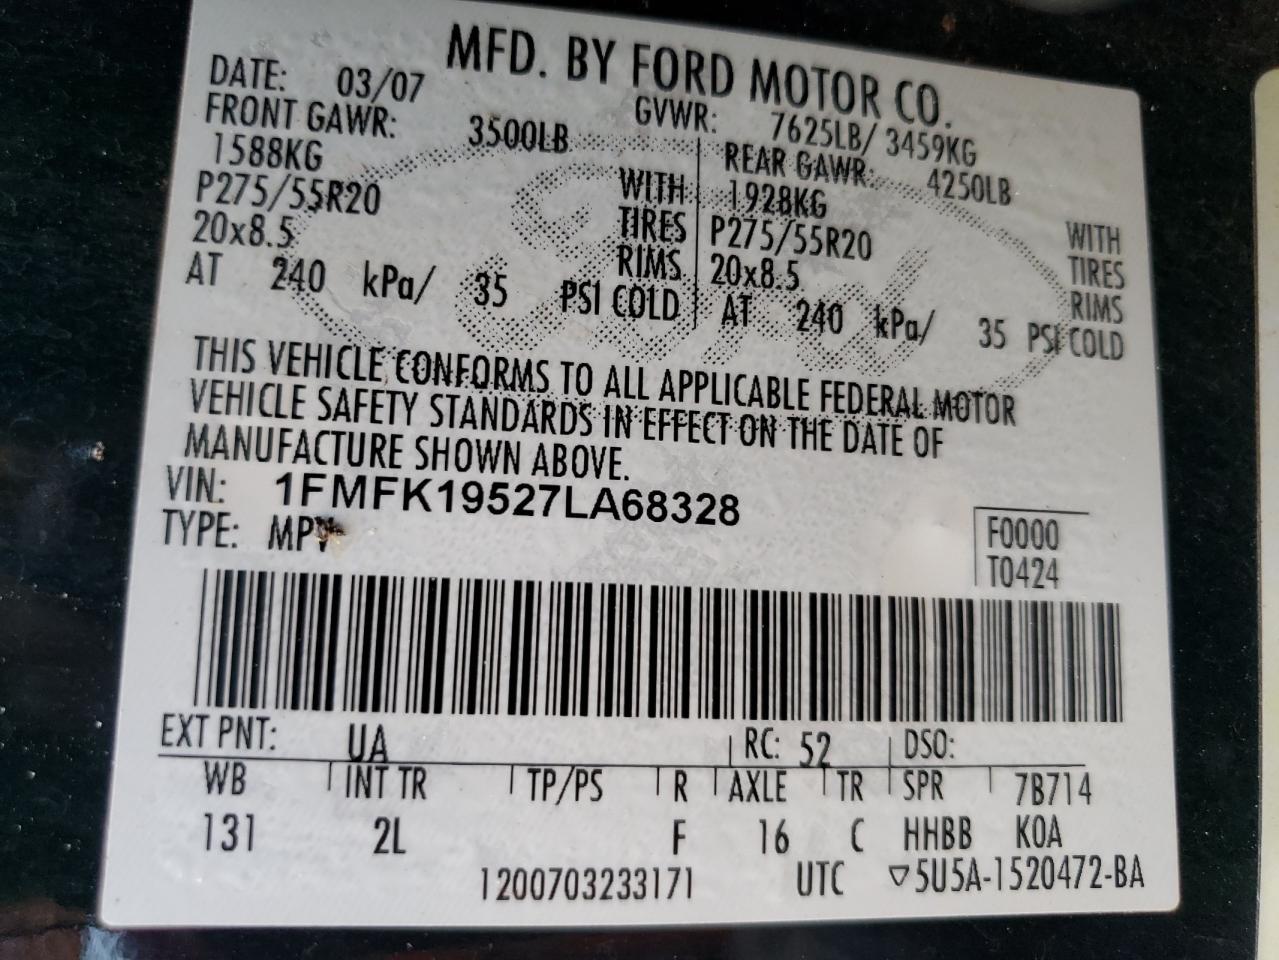 MFD. BY FORD MOTOR CO.
DATE: 03/07 GVWR: 7625LB/ 3459KG
FRONT GAWR: 3500LB REAR GAWR: 4250LB
1588KG WITH 1928KG WITH
P275/55R20 TIRES P275/55R20 TIRES
20x8.5 RIMS 20x8.5 RIMS
AT 240 kPa/ 35 PSI COLD AT 240 kPa/ 35 PSI COLD
THIS VEHICLE CONFORMS TO ALL APPLICABLE FEDERAL MOTOR
VEHICLE SAFETY STANDARDS IN EFFECT ON THE DATE OF
MANUFACTURE SHOWN ABOVE.
VIN: 1FMFK19527LA68328
TYPE: MPV
F0000
T0424
EXT PNT: UA RC: 52 DSO:
WB INT TR TP/PS R AXLE TR SPR 7B714
131 2L F 16 C HHBB K0A
1200703233171 UTC ▽5U5A-1520472-BA